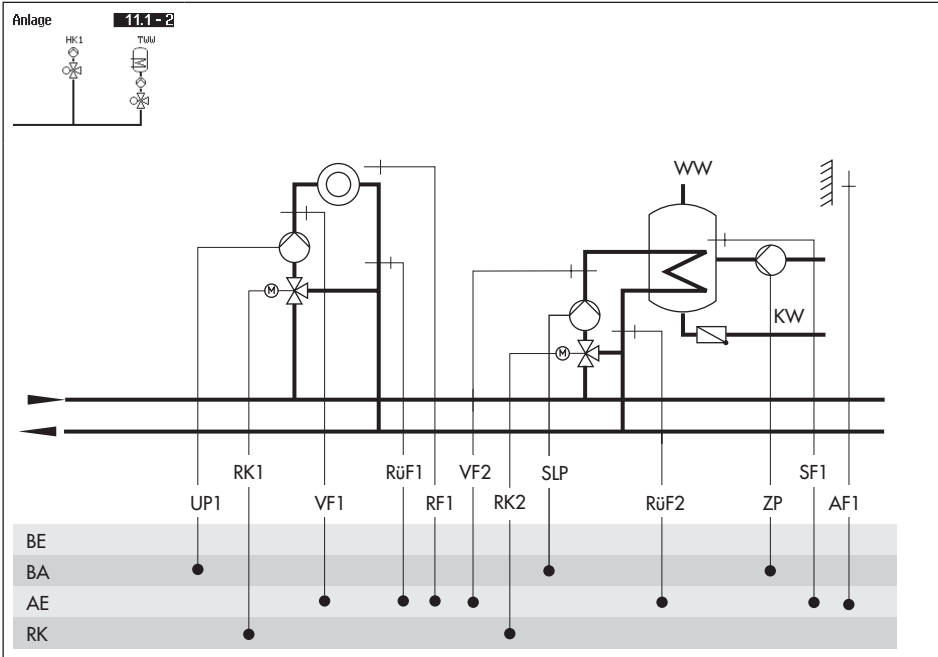 Anlage 11.1 - 2
HK1 TWW
WW
M
KW
M
RK1 RüF1 VF2 SLP SF1
UP1 VF1 RF1 RK2 RüF2 ZP AF1
BE
BA
AE
RK